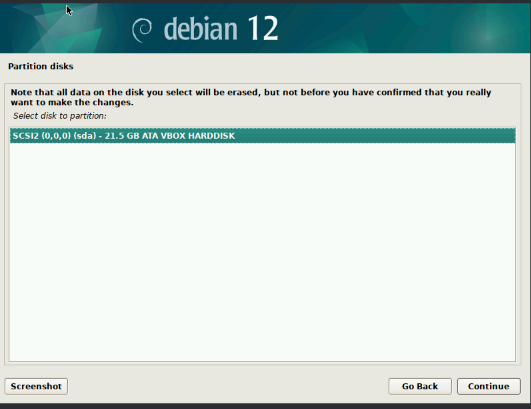 debian 12
Partition disks
Note that all data on the disk you select will be erased, but not before you have confirmed that you really
want to make the changes.
Select disk to partition:
SCSI2 (0,0,0) (sda) - 21.5 GB ATA VBOX HARDDISK
Screenshot Go Back Continue